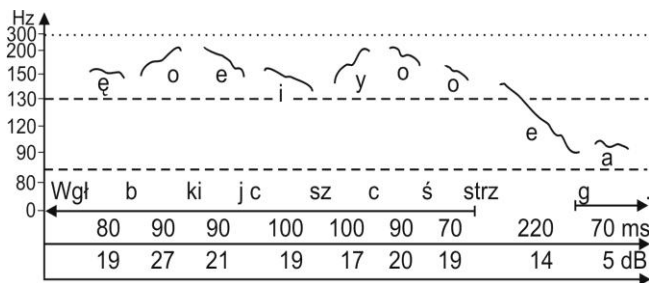 Hz
300
200
150
130
120
90
80
0
ę o e i y o o e a
Wgł b ki j c sz c ś strz g .
80 90 90 100 100 90 70 220 70 ms
19 27 21 19 17 20 19 14 5 dB